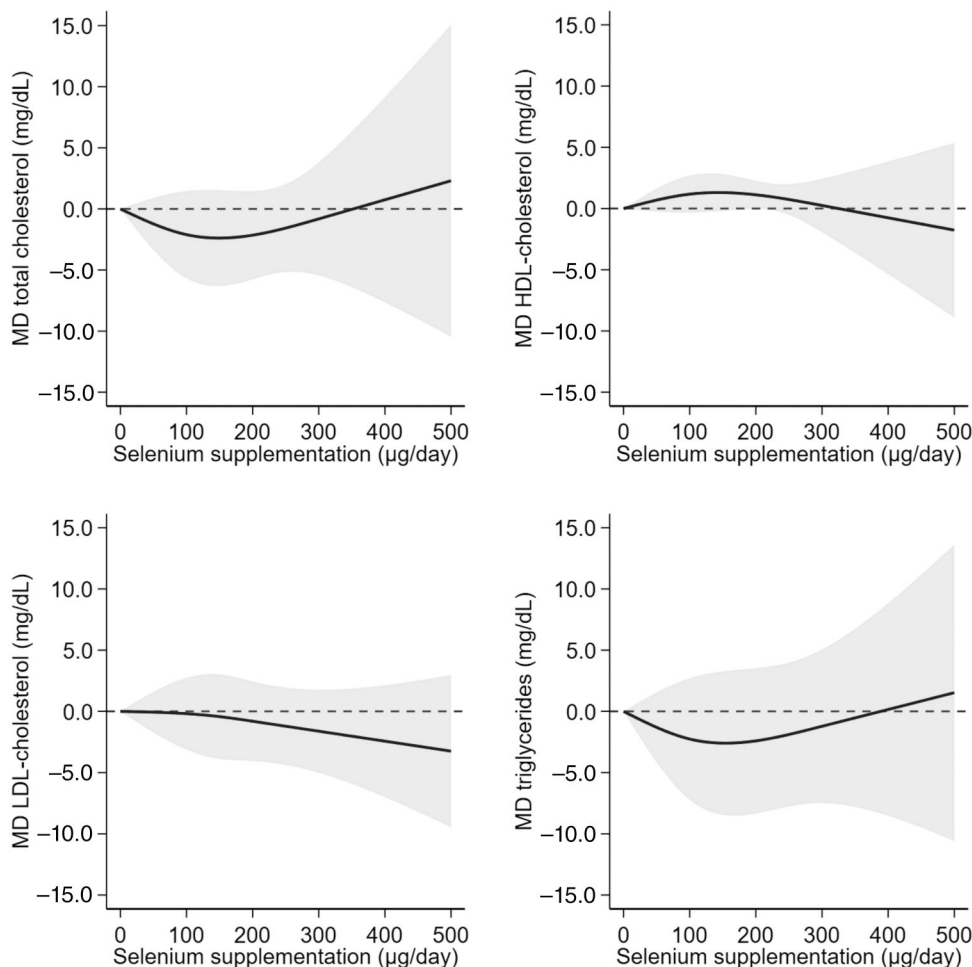 MD total cholesterol (mg/dL)
15.0
10.0
5.0
0.0
−5.0
−10.0
−15.0
0 100 200 300 400 500
Selenium supplementation (µg/day)
MD HDL-cholesterol (mg/dL)
15.0
10.0
5.0
0.0
−5.0
−10.0
−15.0
0 100 200 300 400 500
Selenium supplementation (µg/day)
MD LDL-cholesterol (mg/dL)
15.0
10.0
5.0
0.0
−5.0
−10.0
−15.0
0 100 200 300 400 500
Selenium supplementation (µg/day)
MD triglycerides (mg/dL)
15.0
10.0
5.0
0.0
−5.0
−10.0
−15.0
0 100 200 300 400 500
Selenium supplementation (µg/day)